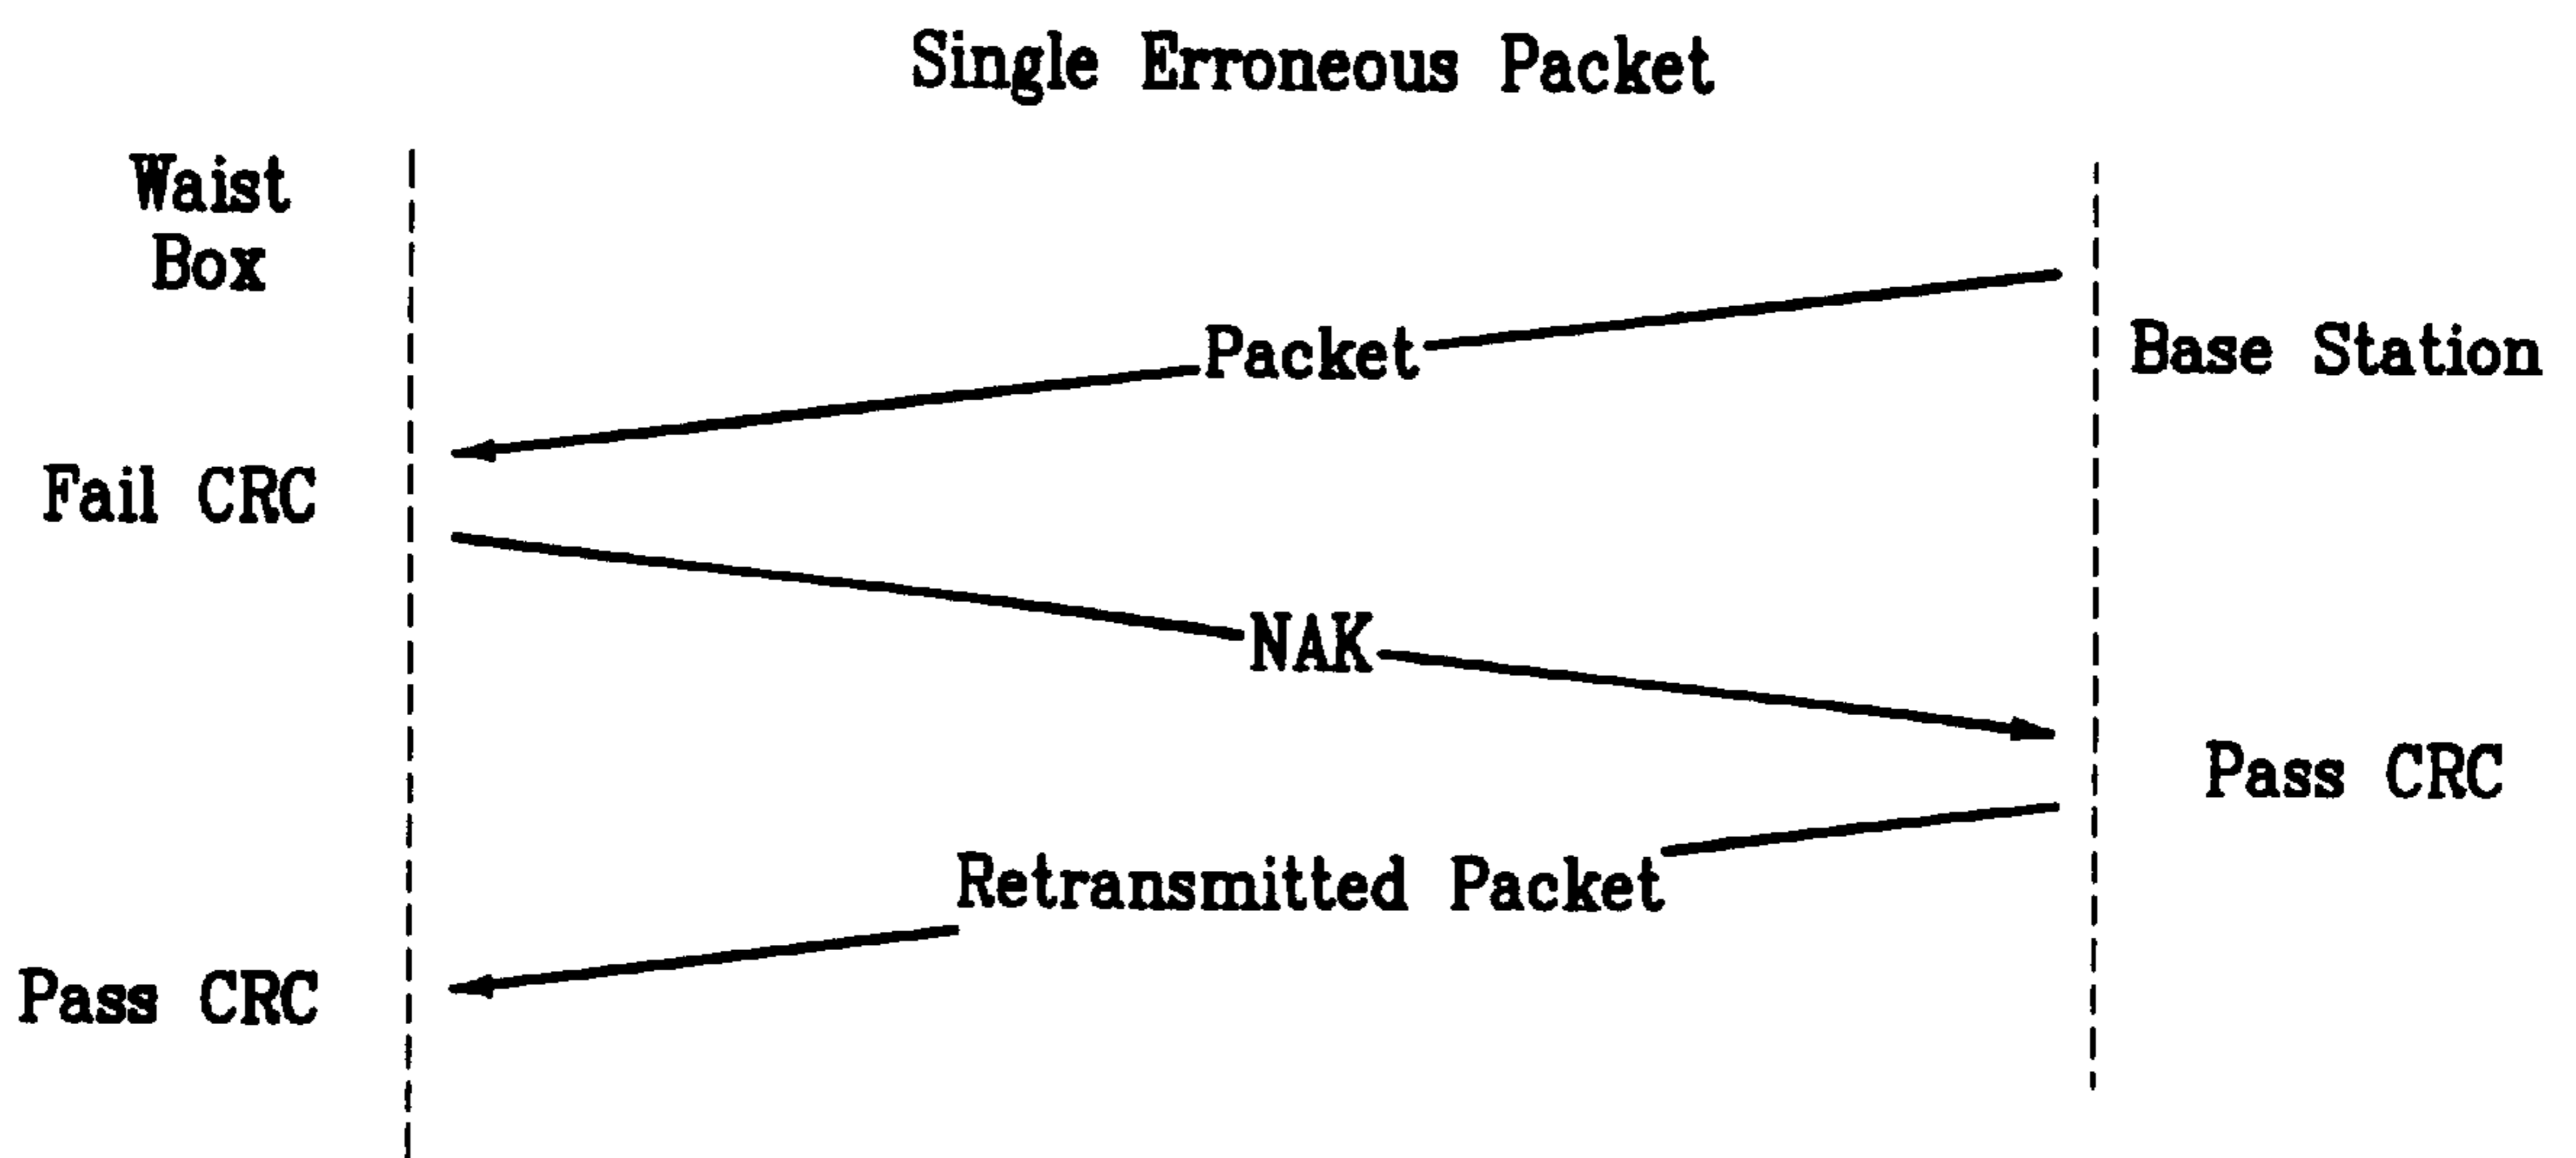 Single Erroneous Packet
Waist
Box
Packet
Base Station
Fail CRC
NAK
Pass CRC
Retransmitted Packet
Pass CRC